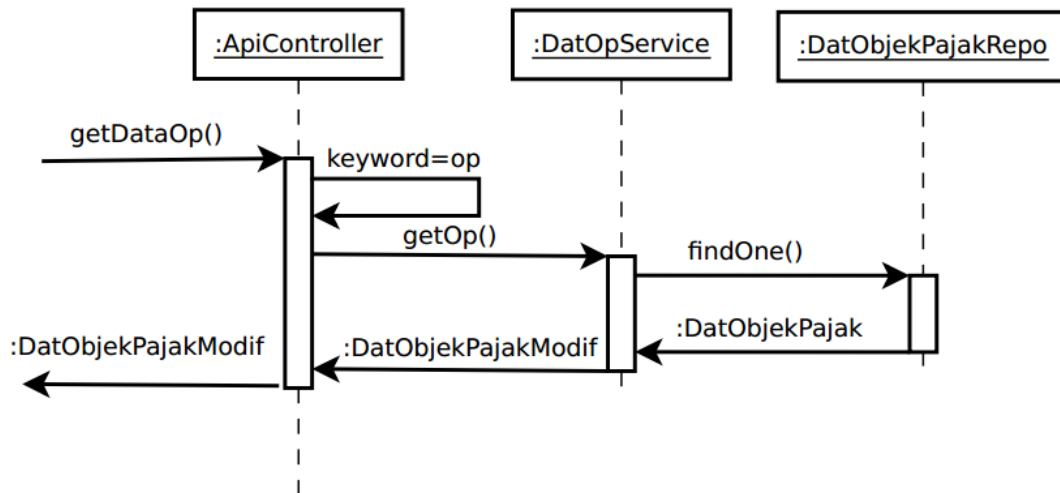 :ApiController
:DatOpService
:DatObjekPajakRepo
getDataOp()
keyword=op
getOp()
findOne()
:DatObjekPajak
:DatObjekPajakModif
:DatObjekPajakModif